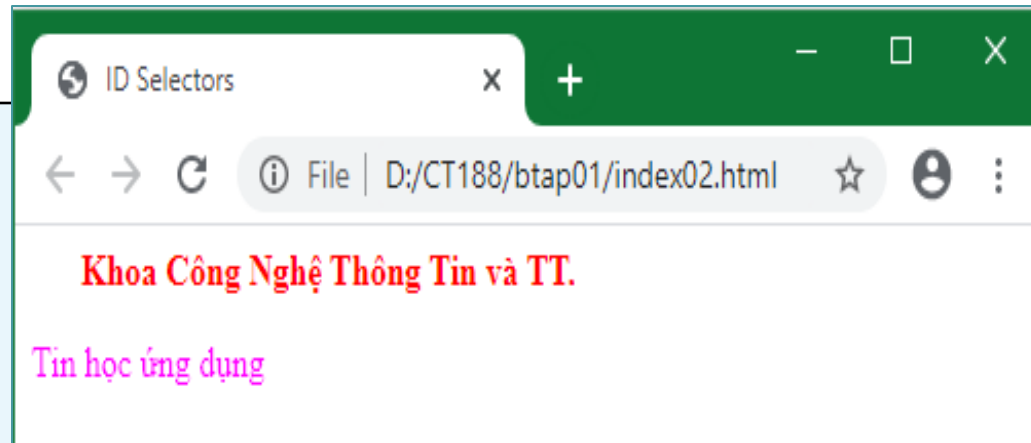 ID Selectors
File D:/CT188/btap01/index02.html
Khoa Công Nghệ Thông Tin và TT.
Tin học ứng dụng